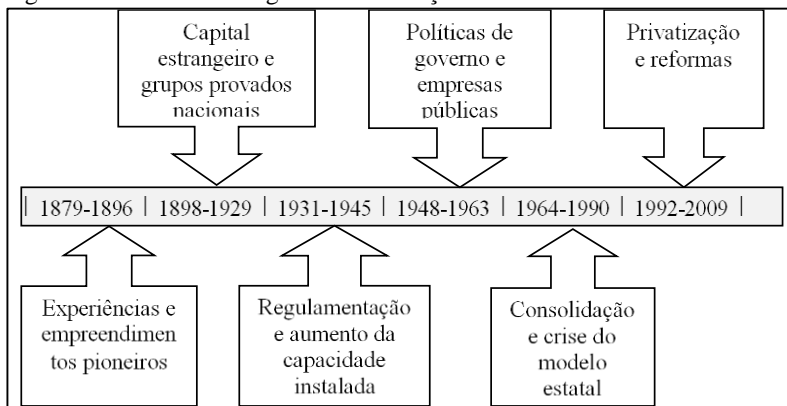 Capital
estrangeiro e
grupos provados
nacionais
Políticas de
governo e
empresas
públicas
Privatização
e reformas
| 1879-1896 | 1898-1929 | 1931-1945 | 1948-1963 | 1964-1990 | 1992-2009 |
Experiências e
empreendimen
tos pioneiros
Regulamentação
e aumento da
capacidade
instalada
Consolidação
e crise do
modelo
estatal